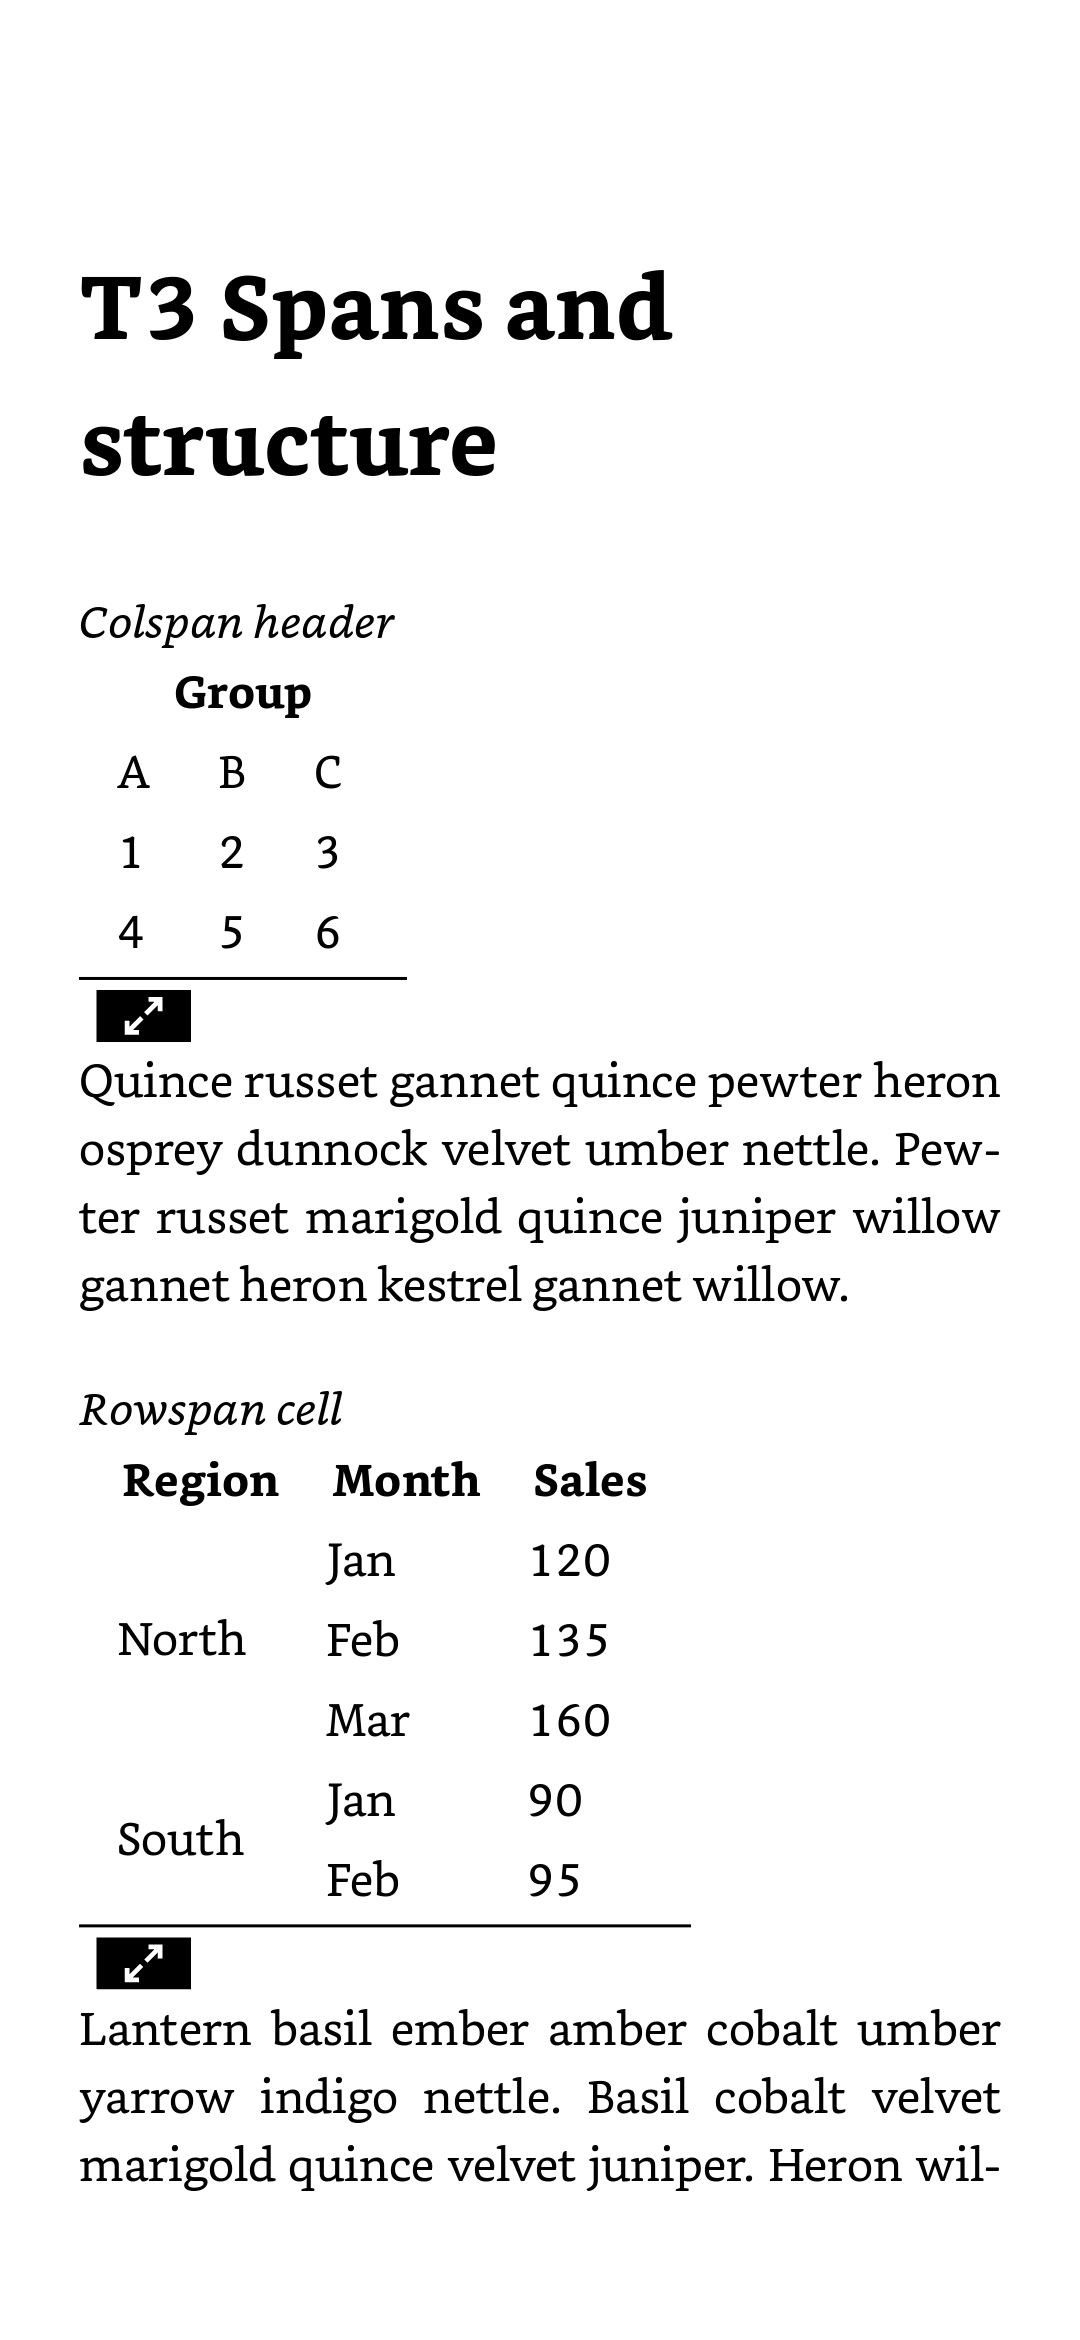 T3 Spans and
structure
Colspan header
Group
A B C
1 2 3
4 5 6
Quince russet gannet quince pewter heron
osprey dunnock velvet umber nettle. Pew-
ter russet marigold quince juniper willow
gannet heron kestrel gannet willow.
Rowspan cell
Region Month Sales
Jan 120
North Feb 135
Mar 160
Jan 90
South
Feb 95
Lantern basil ember amber cobalt umber
yarrow indigo nettle. Basil cobalt velvet
marigold quince velvet juniper. Heron wil-